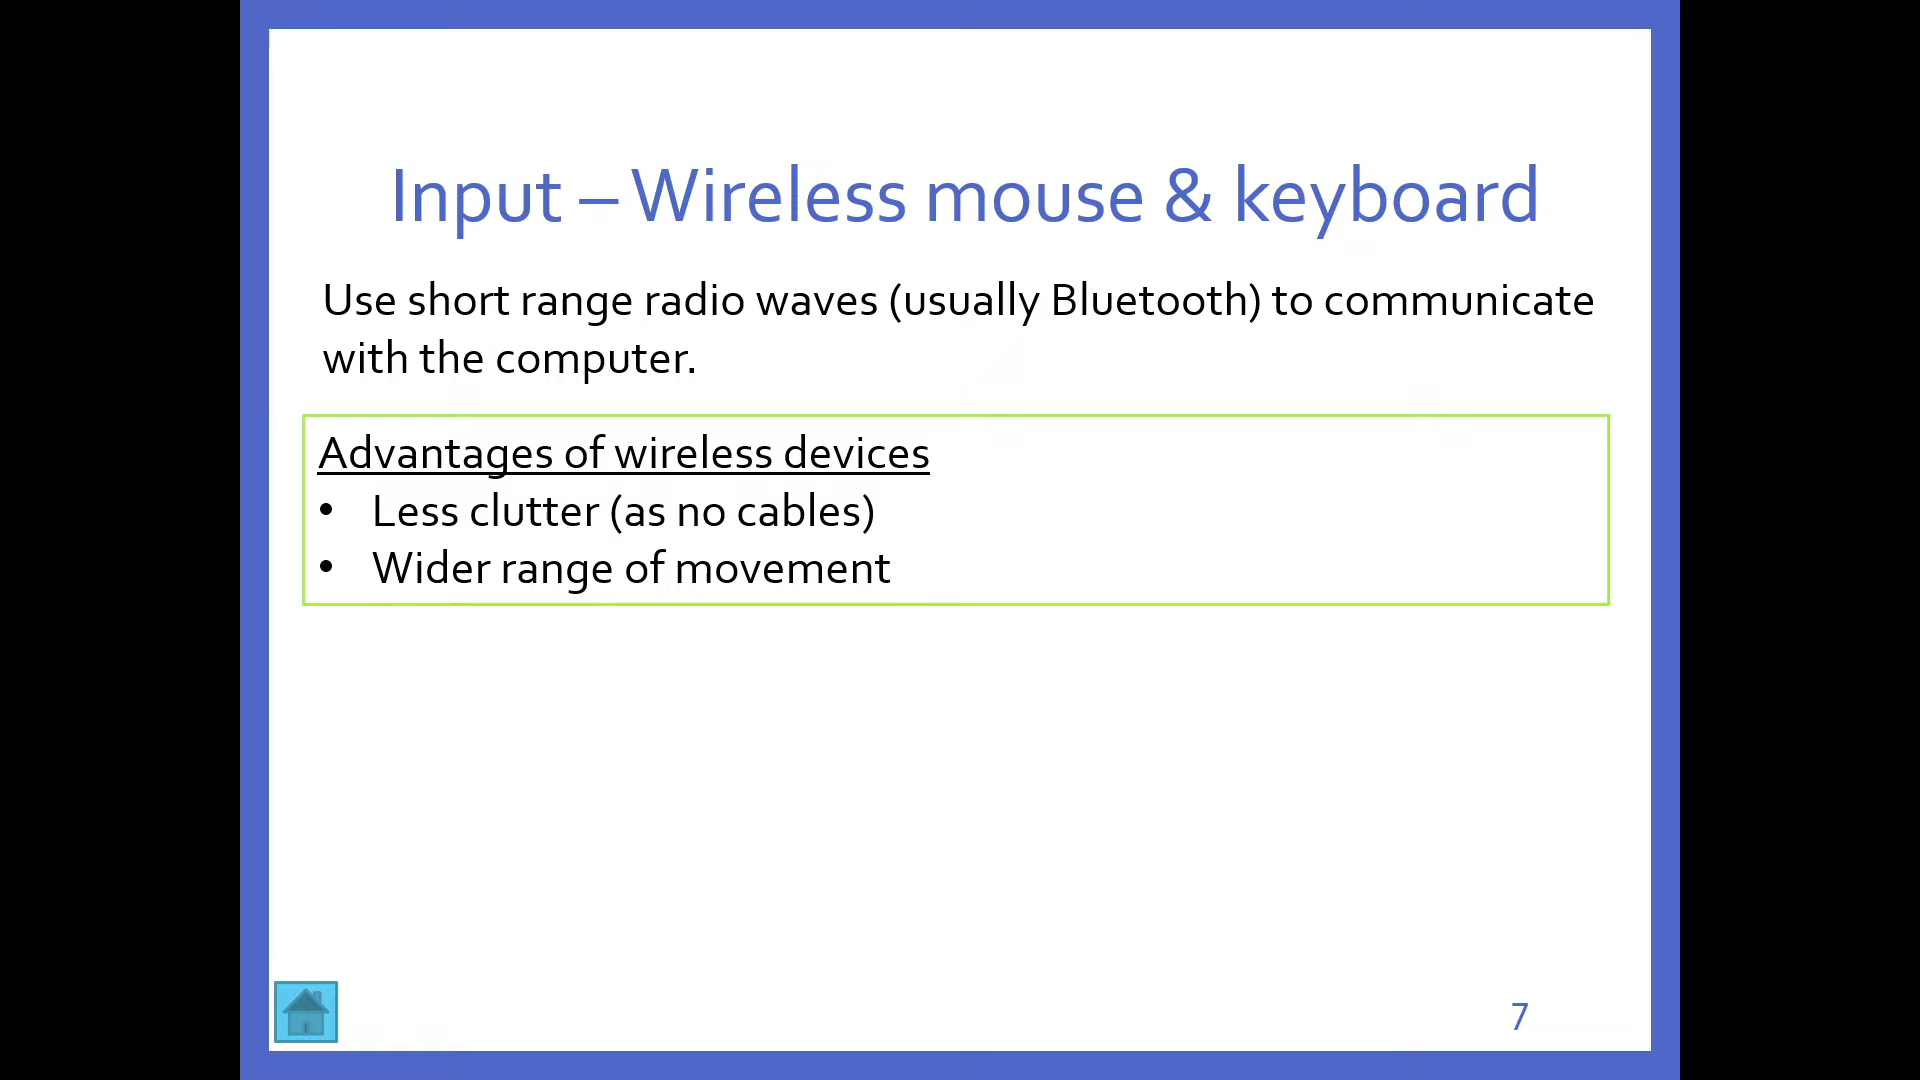 Input – Wireless mouse & keyboard
Use short range radio waves (usually Bluetooth) to communicate
with the computer.
Advantages of wireless devices
• Less clutter (as no cables)
• Wider range of movement
7